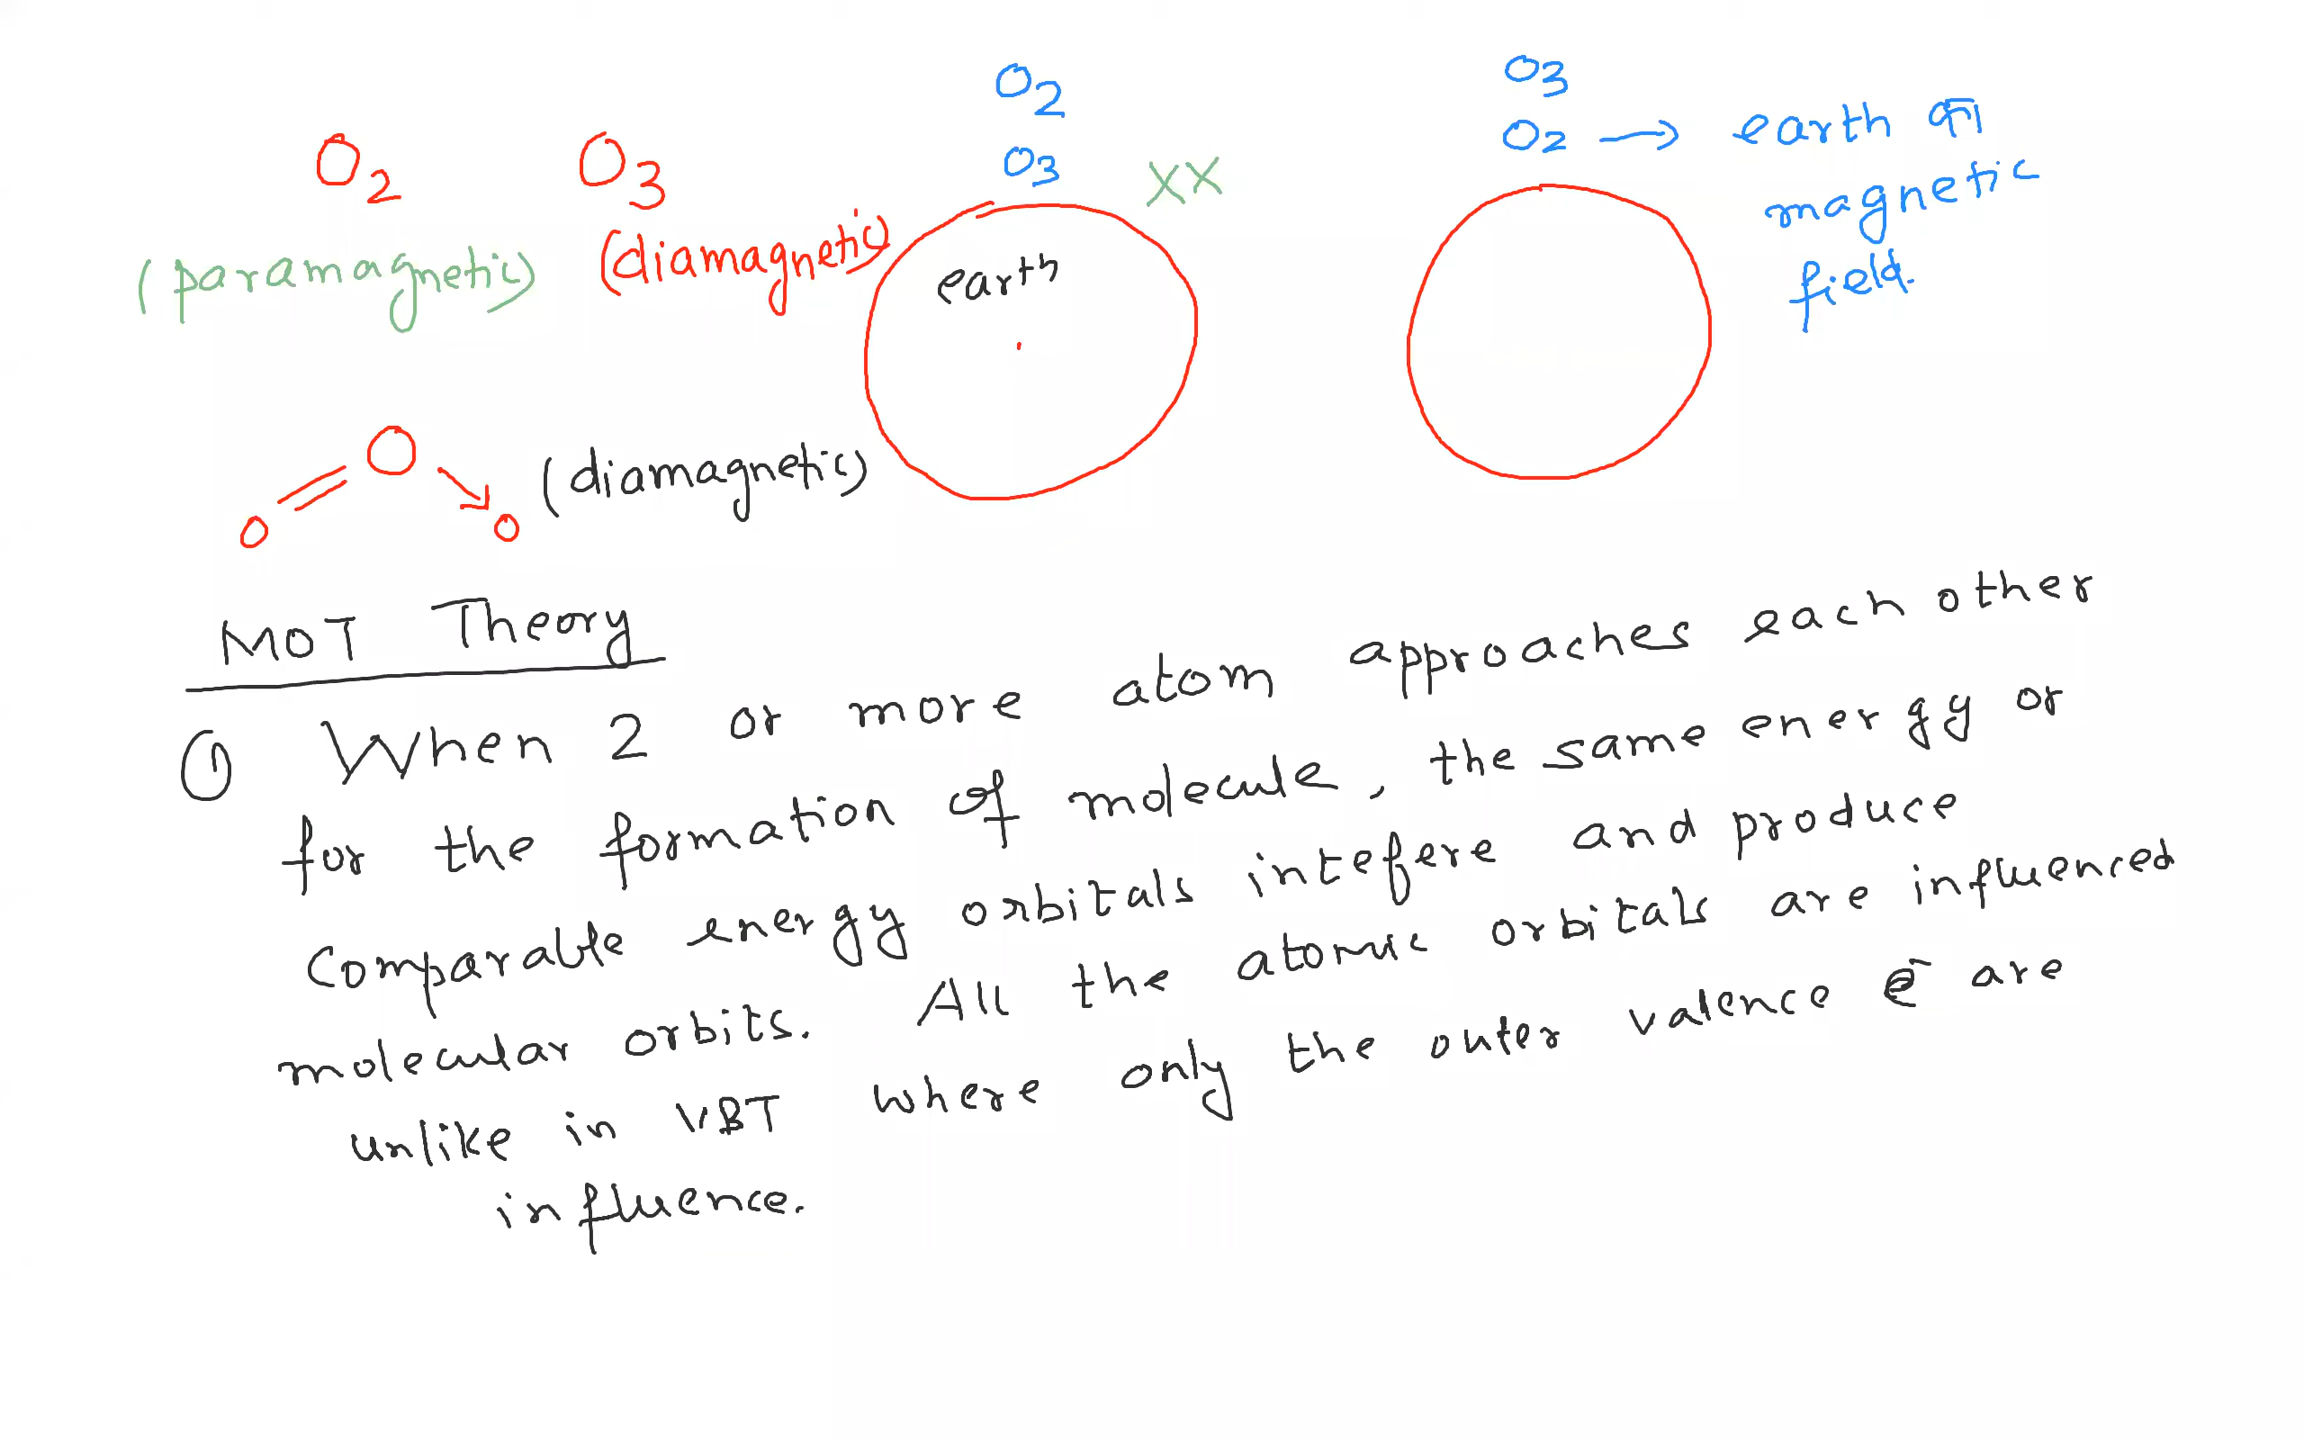 O2
O3
O2
O3
(paramagnetic)
(diamagnetic)
O2
O3
XX
earth
O3
O2 → earth का
magnetic
field.
O=O→O
(diamagnetic)
MOT Theory
① When 2 or more atom approaches each other
for the formation of molecule, the same energy or
comparable energy orbitals intefere and produce
molecular orbits. All the atomic orbitals are influenced
unlike in VBT where only the outer valence e⁻ are
influence.